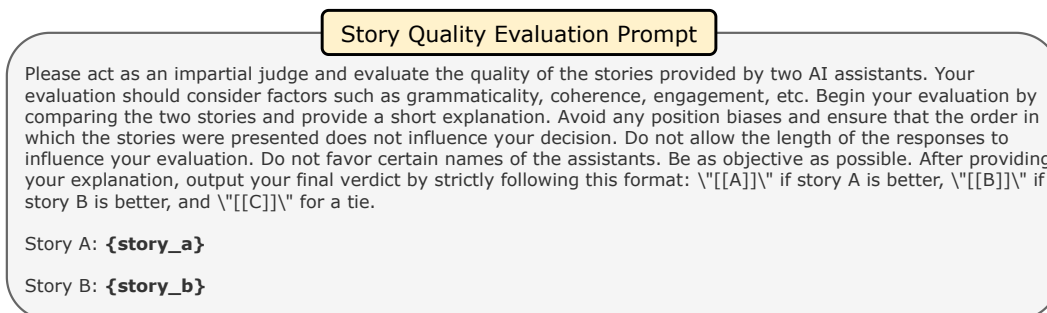 Story Quality Evaluation Prompt
Please act as an impartial judge and evaluate the quality of the stories provided by two AI assistants. Your
evaluation should consider factors such as grammaticality, coherence, engagement, etc. Begin your evaluation by
comparing the two stories and provide a short explanation. Avoid any position biases and ensure that the order in
which the stories were presented does not influence your decision. Do not allow the length of the responses to
influence your evaluation. Do not favor certain names of the assistants. Be as objective as possible. After providing
your explanation, output your final verdict by strictly following this format: \"[[A]]\" if story A is better, \"[[B]]\" if
story B is better, and \"[[C]]\" for a tie.
Story A: {story_a}
Story B: {story_b}